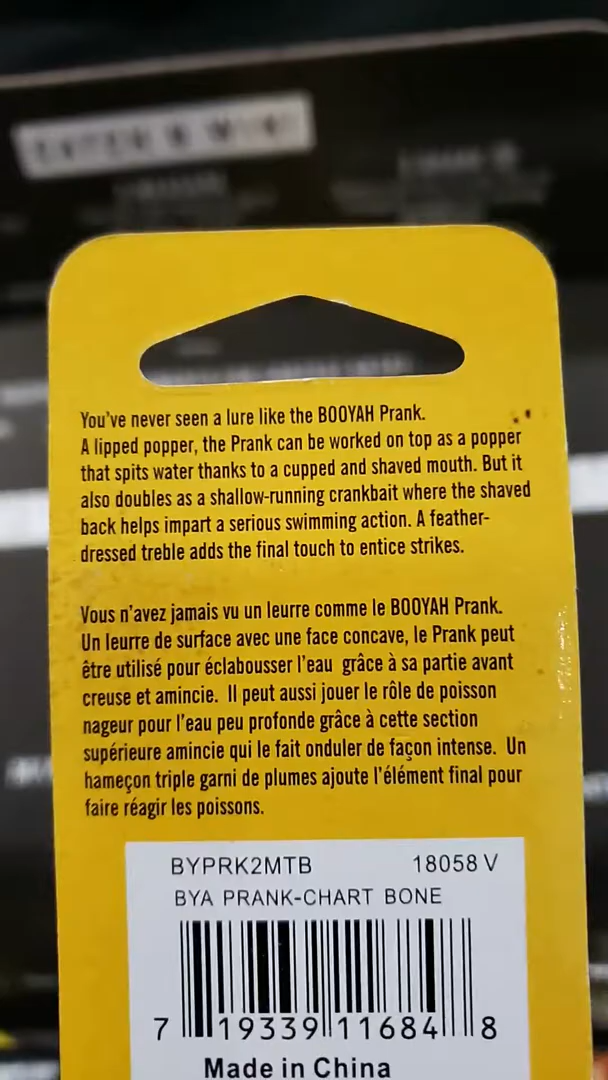 You've never seen a lure like the BOOYAH Prank.
A lipped popper, the Prank can be worked on top as a popper
that spits water thanks to a cupped and shaved mouth. But it
also doubles as a shallow-running crankbait where the shaved
back helps impart a serious swimming action. A feather-
dressed treble adds the final touch to entice strikes.
Vous n'avez jamais vu un leurre comme le BOOYAH Prank.
Un leurre de surface avec une face concave, le Prank peut
être utilisé pour éclabousser l'eau grâce à sa partie avant
creuse et amincie. Il peut aussi jouer le rôle de poisson
nageur pour l'eau peu profonde grâce à cette section
supérieure amincie qui le fait onduler de façon intense. Un
hameçon triple garni de plumes ajoute l'élément final pour
faire réagir les poissons.
BYPRK2MTB 18058 V
BYA PRANK-CHART BONE
7 19339 11684 8
Made in China